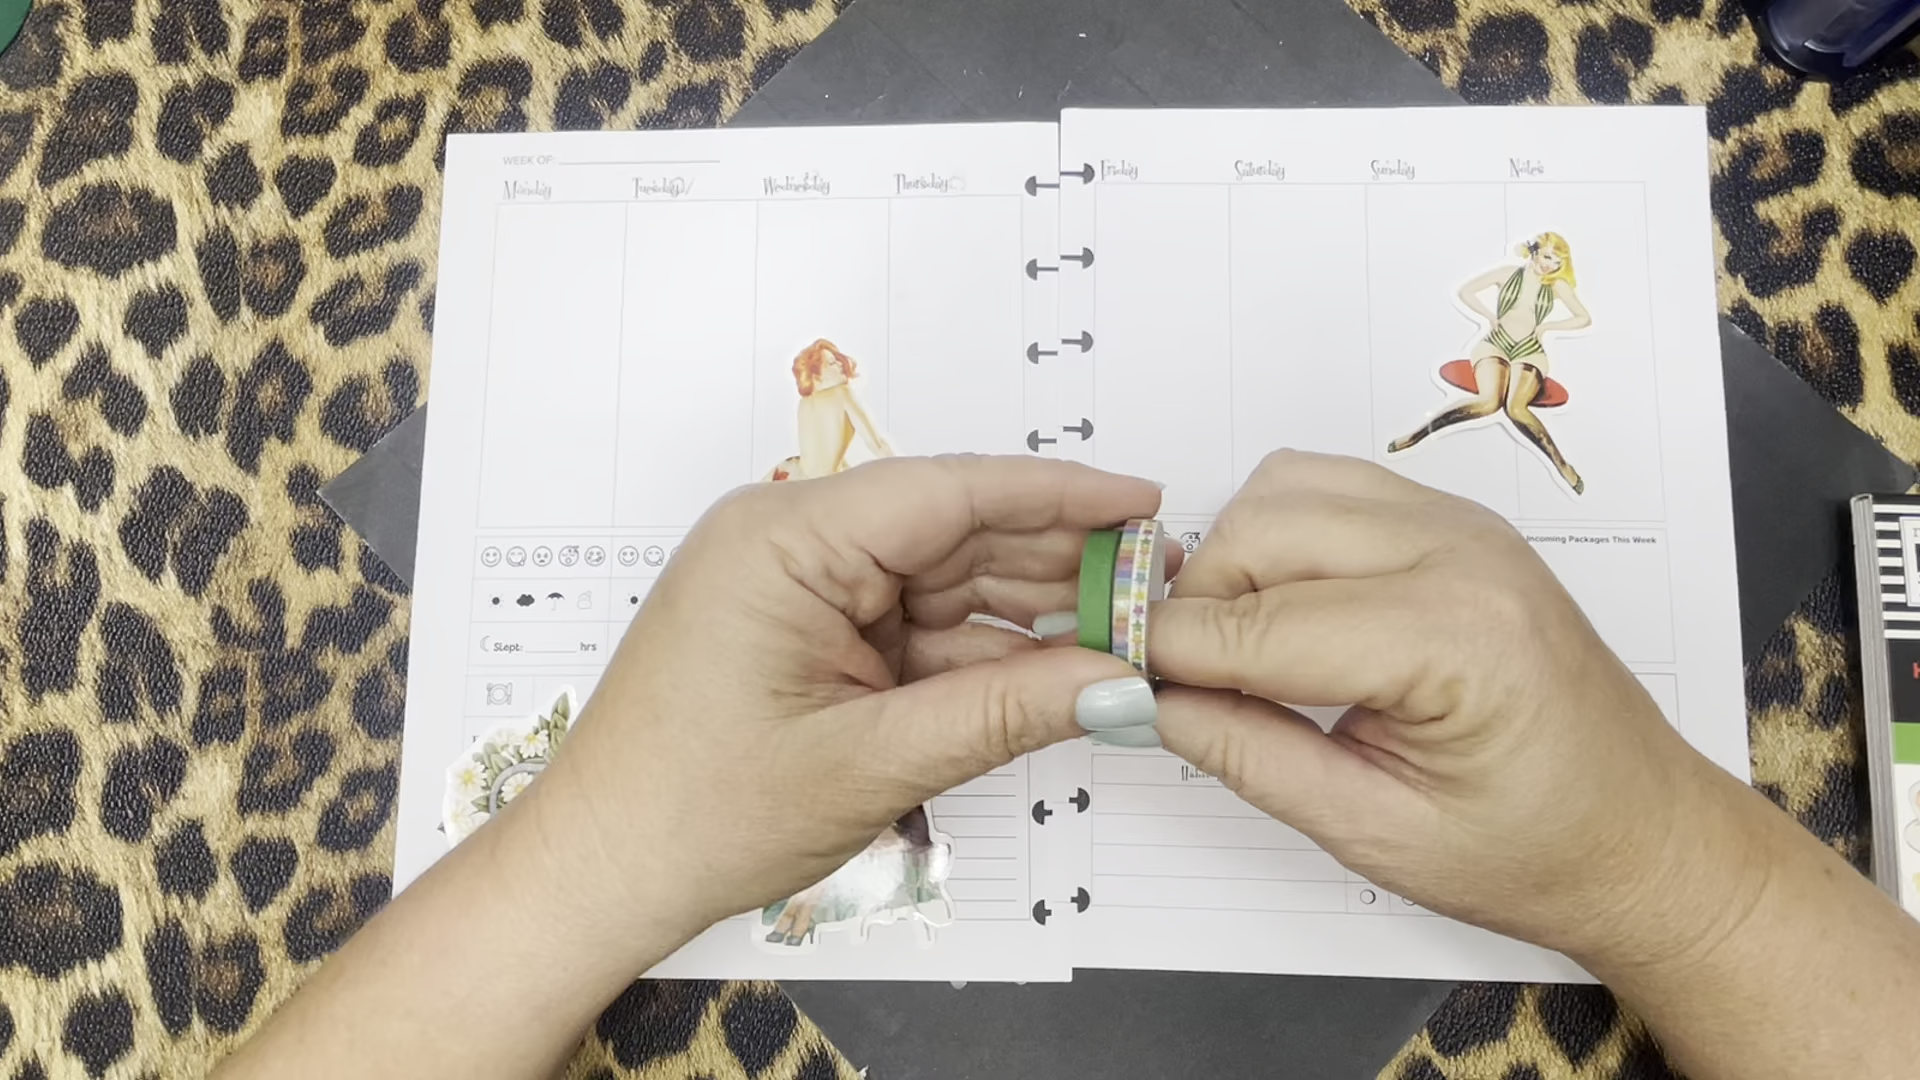 WEEK OF:
Monday Tuesday Wednesday Thursday
Friday Saturday Sunday Notes
Incoming Packages This Week
Slept: hrs